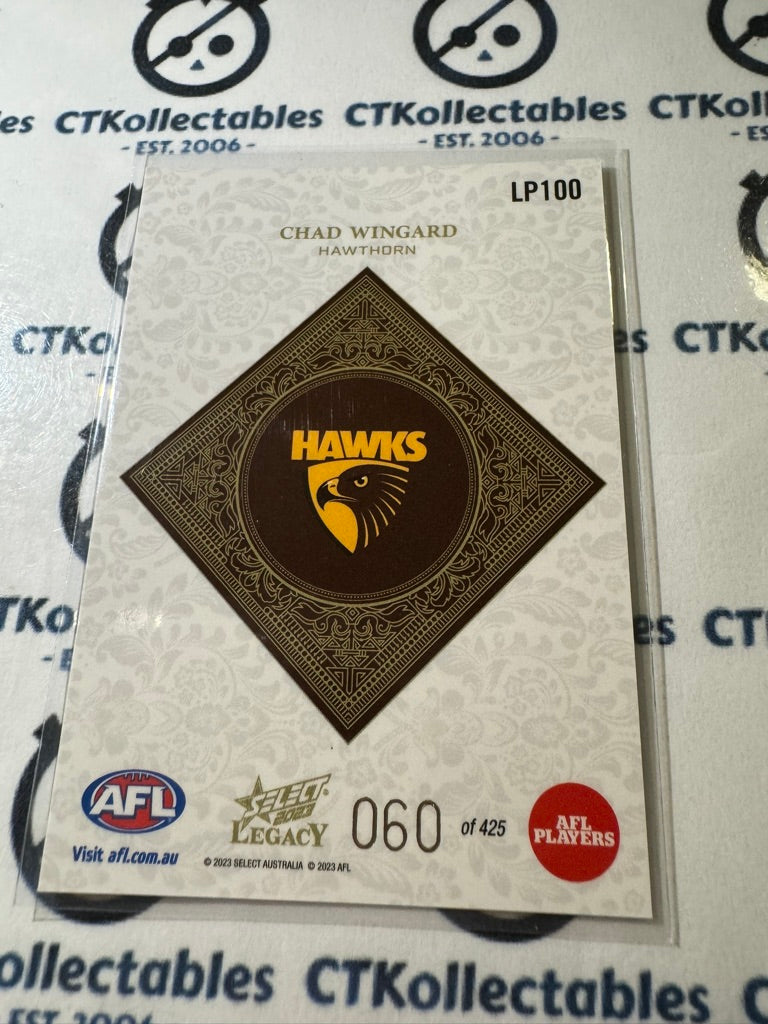 CTKollectables
CTKollectables
- EST. 2006 -
- EST. 2006 -
LP100
CHAD WINGARD
HAWTHORN
HAWKS
AFL
Visit afl.com.au
SELECT
2023
LEGACY
060 of 425
AFL
PLAYERS
© 2023 SELECT AUSTRALIA © 2023 AFL
CTKollectables